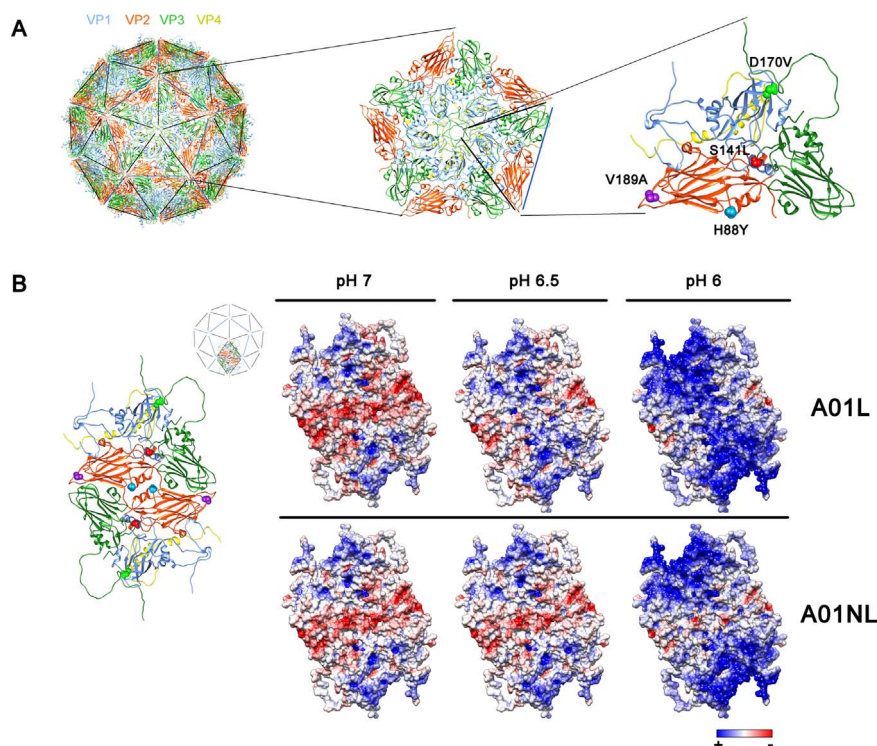 VP1 VP2 VP3 VP4
A
D170V
S141L
V189A
H88Y
B
pH 7 pH 6.5 pH 6
A01L
A01NL
+ -